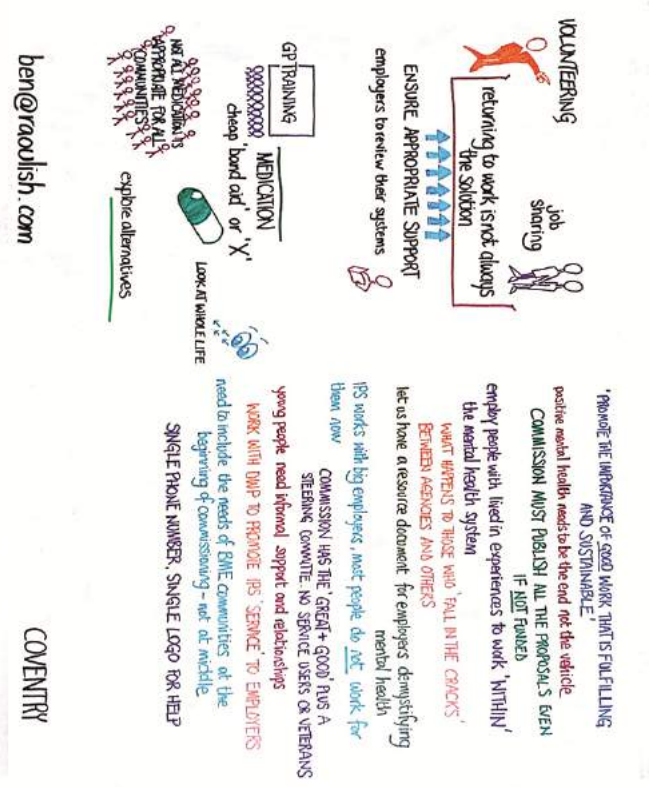 VOLUNTEERING
job
sharing
returning to work is not always
the solution
ENSURE APPROPRIATE SUPPORT
employers to review their systems
GP TRAINING
MEDICATION
cheap 'band aid' or 'X'
NOT ALL MEDICATION IS
APPROPRIATE FOR ALL
COMMUNITIES
LOOK AT WHOLE LIFE
explore alternatives
'PROMOTE THE IMPORTANCE OF GOOD WORK THAT IS FULFILLING
AND SUSTAINABLE'
positive mental health needs to be the end not the vehicle
COMMISSION MUST PUBLISH ALL THE PROPOSALS EVEN
IF NOT FUNDED
employ people with lived in experiences to work 'WITHIN'
the mental health system
WHAT HAPPENS TO THOSE WHO 'FALL IN THE CRACKS'
BETWEEN AGENCIES AND OTHERS
let us have a resource document for employers demystifying
mental health
IPS works with big employers, most people do not work for
them now
COMMISSION HAS THE 'GREAT + GOOD' PLUS A
STEERING COMMITTE. NO SERVICE USERS OR VETERANS
young people need informal support and relationships
WORK WITH DWP TO PROMOTE IPS 'SERVICE' TO EMPLOYERS
need to include the needs of BME communities at the
beginning of commissioning - not at middle
SINGLE PHONE NUMBER, SINGLE LOGO FOR HELP
ben@raoulish.com
COVENTRY